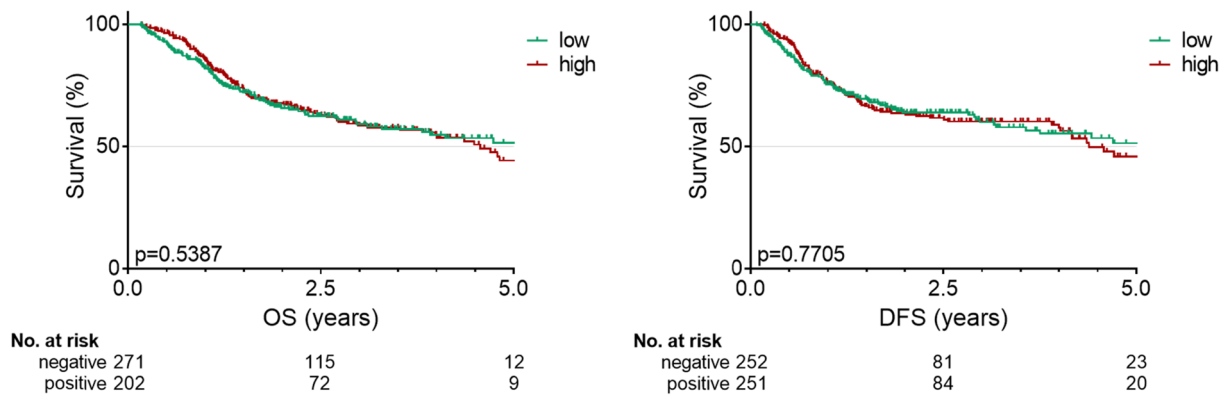 100
50
0
Survival (%)
low
high
p=0.5387
0.0 2.5 5.0
OS (years)
No. at risk
negative 271 115 12
positive 202 72 9
100
50
0
Survival (%)
low
high
p=0.7705
0.0 2.5 5.0
DFS (years)
No. at risk
negative 252 81 23
positive 251 84 20